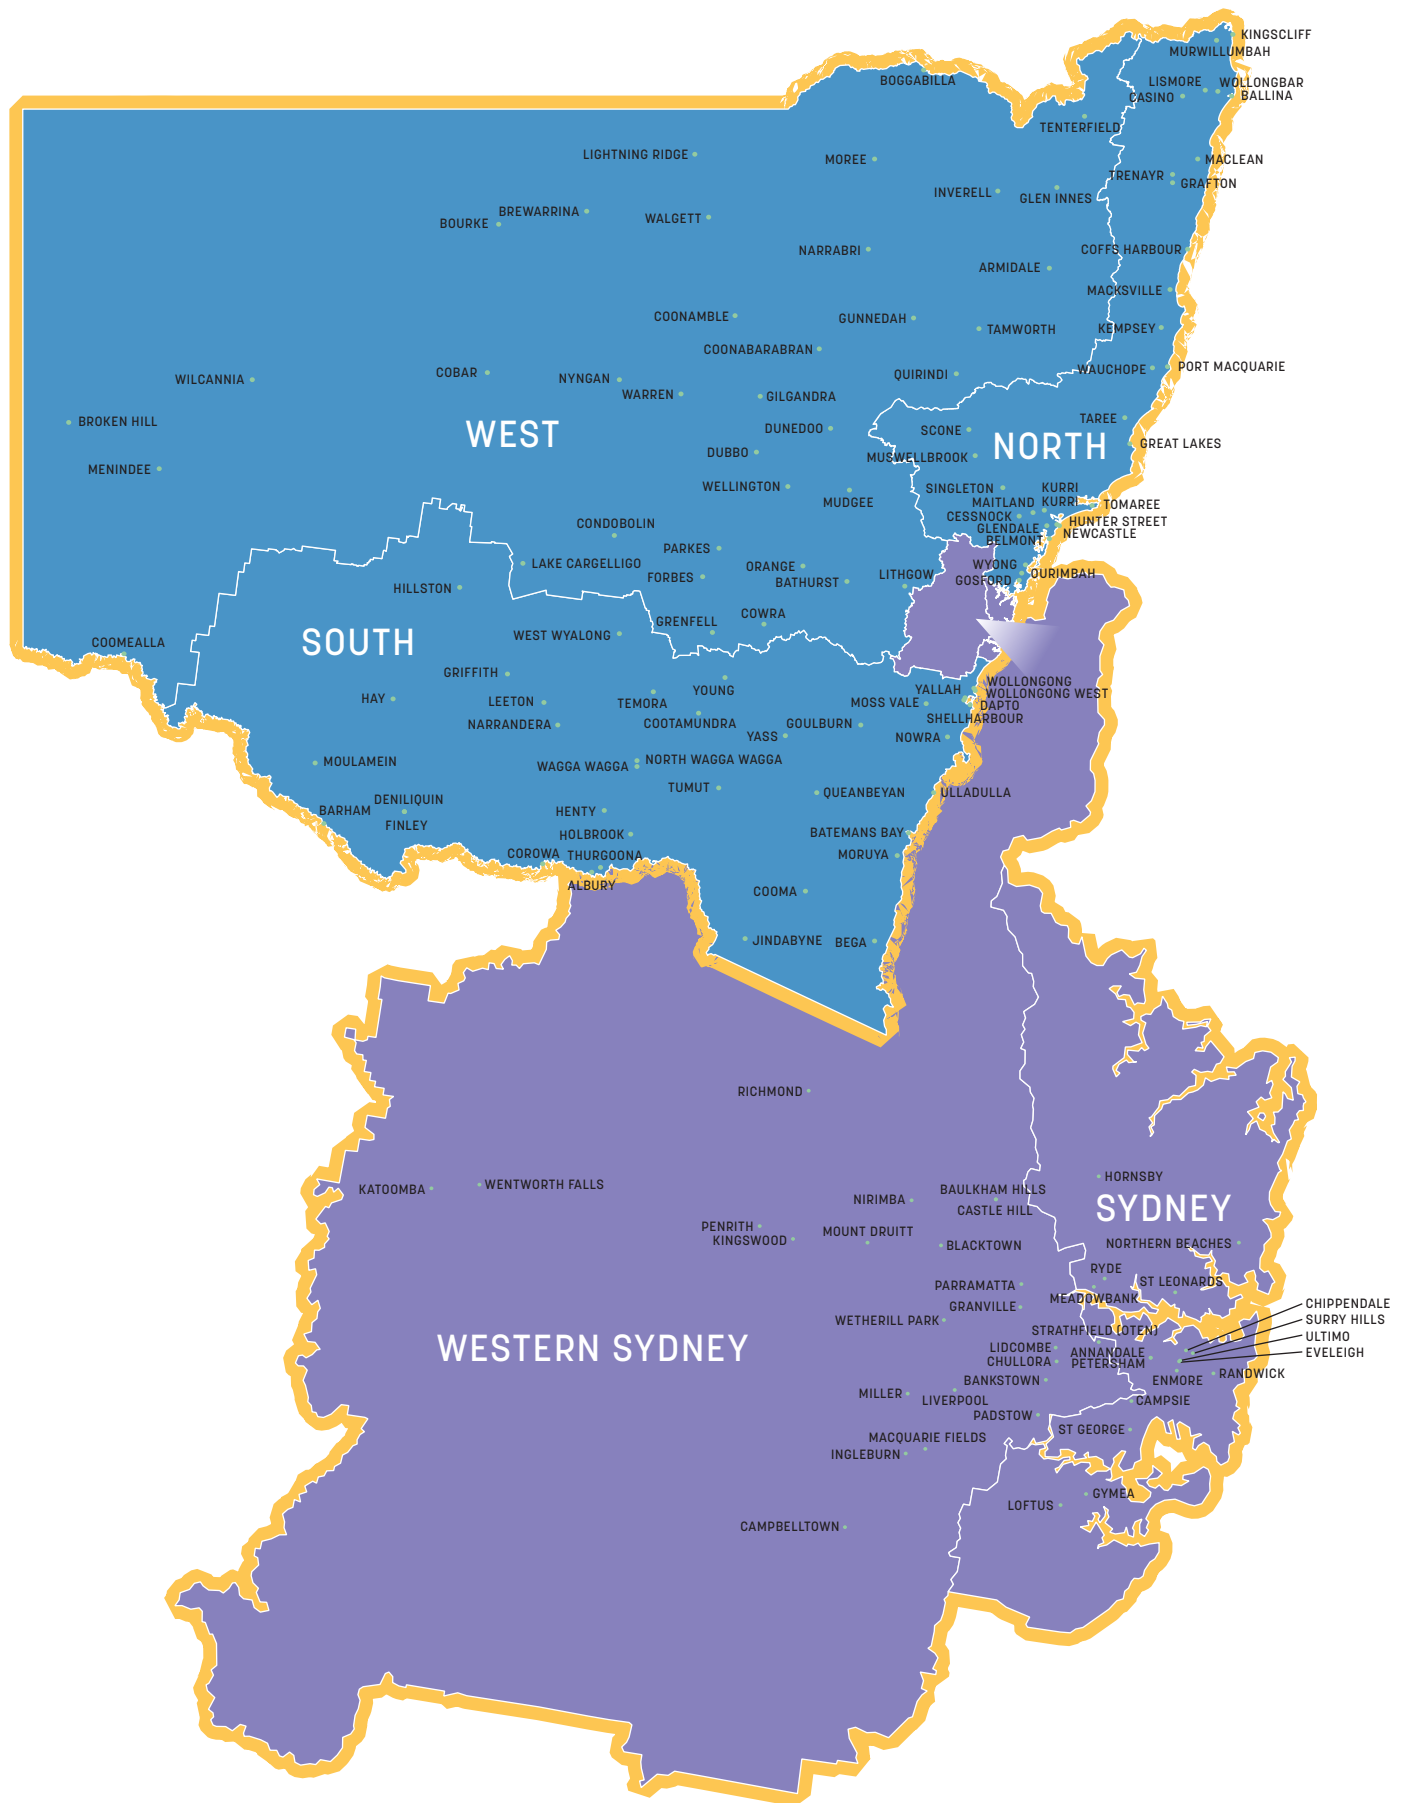 KINGSCLIFF
MURWILLUMBAH
BOGGABILLA
LISMORE
WOLLONGBAR
CASINO
BALLINA
TENTERFIELD
LIGHTNING RIDGE
MOREE
MACLEAN
TRENAYR
GRAFTON
INVERELL
GLEN INNES
BREWARRINA
BOURKE
WALGETT
NARRABRI
COFFS HARBOUR
ARMIDALE
MACKSVILLE
COONAMBLE
GUNNEDAH
TAMWORTH
KEMPSEY
COONABARABRAN
WILCANNIA
COBAR
NYNGAN
QUIRINDI
WAUCHOPE
PORT MACQUARIE
WARREN
GILGANDRA
BROKEN HILL
WEST
DUNEDOO
SCONE
TAREE
NORTH
GREAT LAKES
DUBBO
MUSWELLBROOK
MENINDEE
WELLINGTON
MUDGEE
SINGLETON
KURRI
KURRI
MAITLAND
TOMAREE
CESSNOCK
HUNTER STREET
GLENDALE
NEWCASTLE
BELMONT
CONDOBOLIN
PARKES
LAKE CARGELLIGO
ORANGE
WYONG
FORBES
BATHURST
LITHGOW
OURIMBAH
GOSFORD
HILLSTON
COWRA
GRENFELL
COOMEALLA
SOUTH
WEST WYALONG
GRIFFITH
HAY
LEETON
TEMORA
YOUNG
YALLAH
WOLLONGONG
WOLLONGONG WEST
MOSS VALE
DAPTO
SHELLHARBOUR
NARRANDERA
COOTAMUNDRA
GOULBURN
YASS
NOWRA
MOULAMEIN
WAGGA WAGGA
NORTH WAGGA WAGGA
TUMUT
QUEANBEYAN
ULLADULLA
DENILIQUIN
BARHAM
FINLEY
HENTY
HOLBROOK
BATEMANS BAY
COROWA
THURGOONA
MORUYA
ALBURY
COOMA
JINDABYNE
BEGA
RICHMOND
KATOOMBA
WENTWORTH FALLS
HORNSBY
BAULKHAM HILLS
NIRIMBA
CASTLE HILL
SYDNEY
PENRITH
KINGSWOOD
MOUNT DRUITT
BLACKTOWN
NORTHERN BEACHES
RYDE
PARRAMATTA
ST LEONARDS
MEADOWBANK
GRANVILLE
CHIPPENDALE
WETHERILL PARK
SURRY HILLS
STRATHFIELD (OTEN)
ULTIMO
WESTERN SYDNEY
LIDCOMBE
ANNANDALE
EVELEIGH
CHULLORA
PETERSHAM
RANDWICK
BANKSTOWN
ENMORE
MILLER
LIVERPOOL
CAMPSIE
PADSTOW
ST GEORGE
MACQUARIE FIELDS
INGLEBURN
GYMEA
LOFTUS
CAMPBELLTOWN